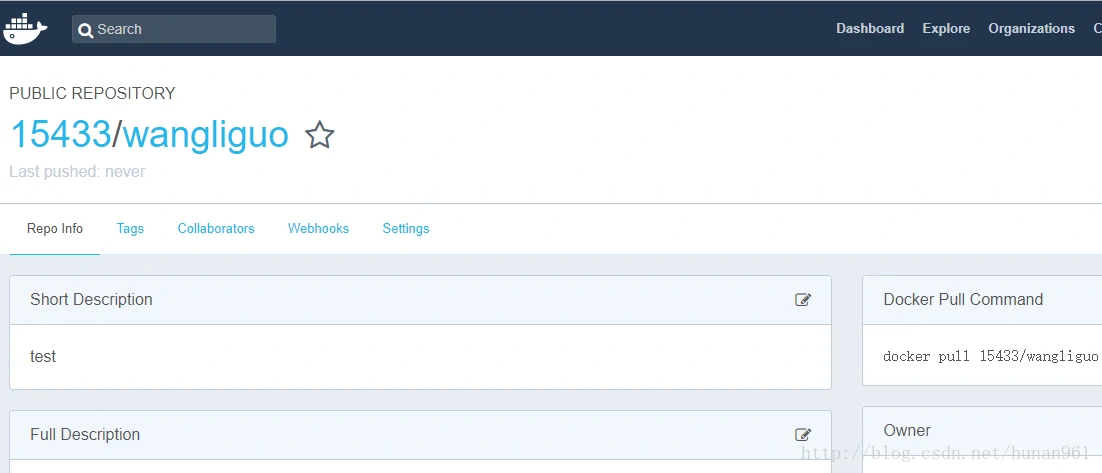 Search
Dashboard Explore Organizations C
PUBLIC REPOSITORY
15433/wangliguo
Last pushed: never
Repo Info Tags Collaborators Webhooks Settings
Short Description
test
Full Description
Docker Pull Command
docker pull 15433/wangliguo
Owner
http://blog.csdn.net/hunan961